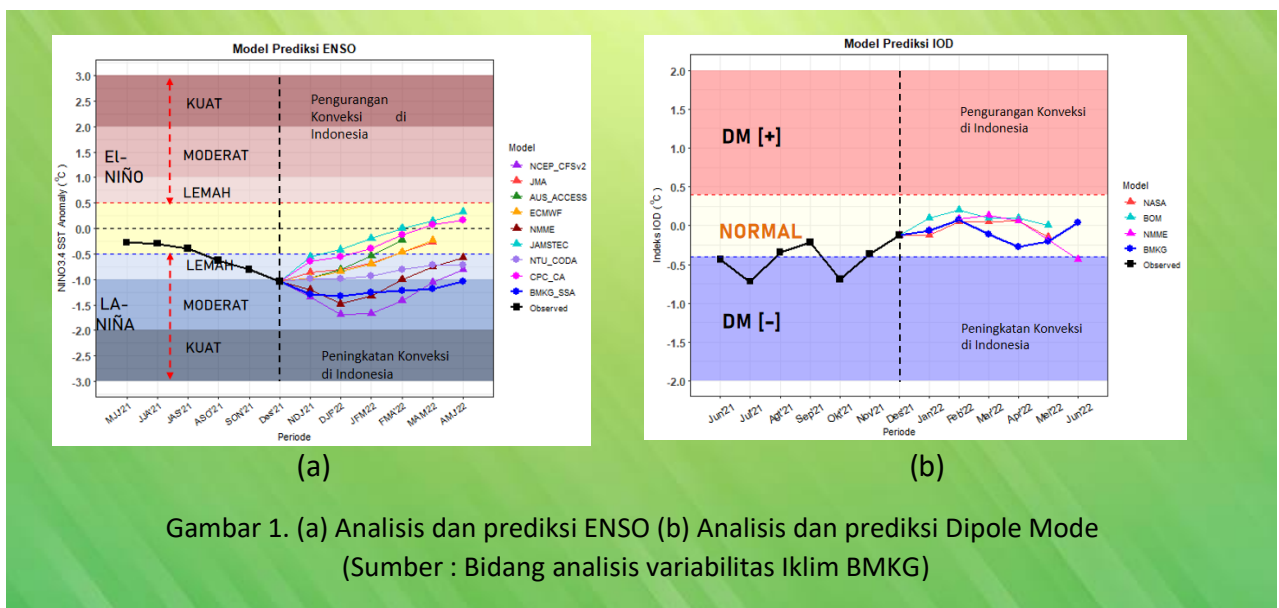 Model Prediksi ENSO
NINO3.4 SST Anomaly (°C)
3.0
2.5
2.0
1.5
1.0
0.5
0.0
-0.5
-1.0
-1.5
-2.0
-2.5
-3.0
KUAT
Pengurangan
Konveksi di
Indonesia
El-
NIÑO
MODERAT
LEMAH
LEMAH
LA-
NIÑA
MODERAT
KUAT
Peningkatan Konveksi
di Indonesia
MJJ'21
JJA'21
JAS'21
ASO'21
SON'21
Des'21
NDJ'21
DJF'22
JFM'22
FMA'22
MAM'22
AMJ'22
Periode
Model
NCEP_CFSv2
JMA
AUS_ACCESS
ECMWF
NMME
JAMSTEC
NTU_CODA
CPC_CA
BMKG_SSA
Observed
(a)
Model Prediksi IOD
Indeks IOD (°C)
2.0
1.5
1.0
0.5
0.0
-0.5
-1.0
-1.5
-2.0
Pengurangan Konveksi
di Indonesia
DM [+]
NORMAL
DM [-]
Peningkatan Konveksi
di Indonesia
Jun'21
Jul'21
Agt'21
Sep'21
Okt'21
Nov'21
Des'21
Jan'22
Feb'22
Mar'22
Apr'22
Mei'22
Jun'22
Periode
Model
NASA
BOM
NMME
BMKG
Observed
(b)
Gambar 1. (a) Analisis dan prediksi ENSO (b) Analisis dan prediksi Dipole Mode
(Sumber : Bidang analisis variabilitas Iklim BMKG)